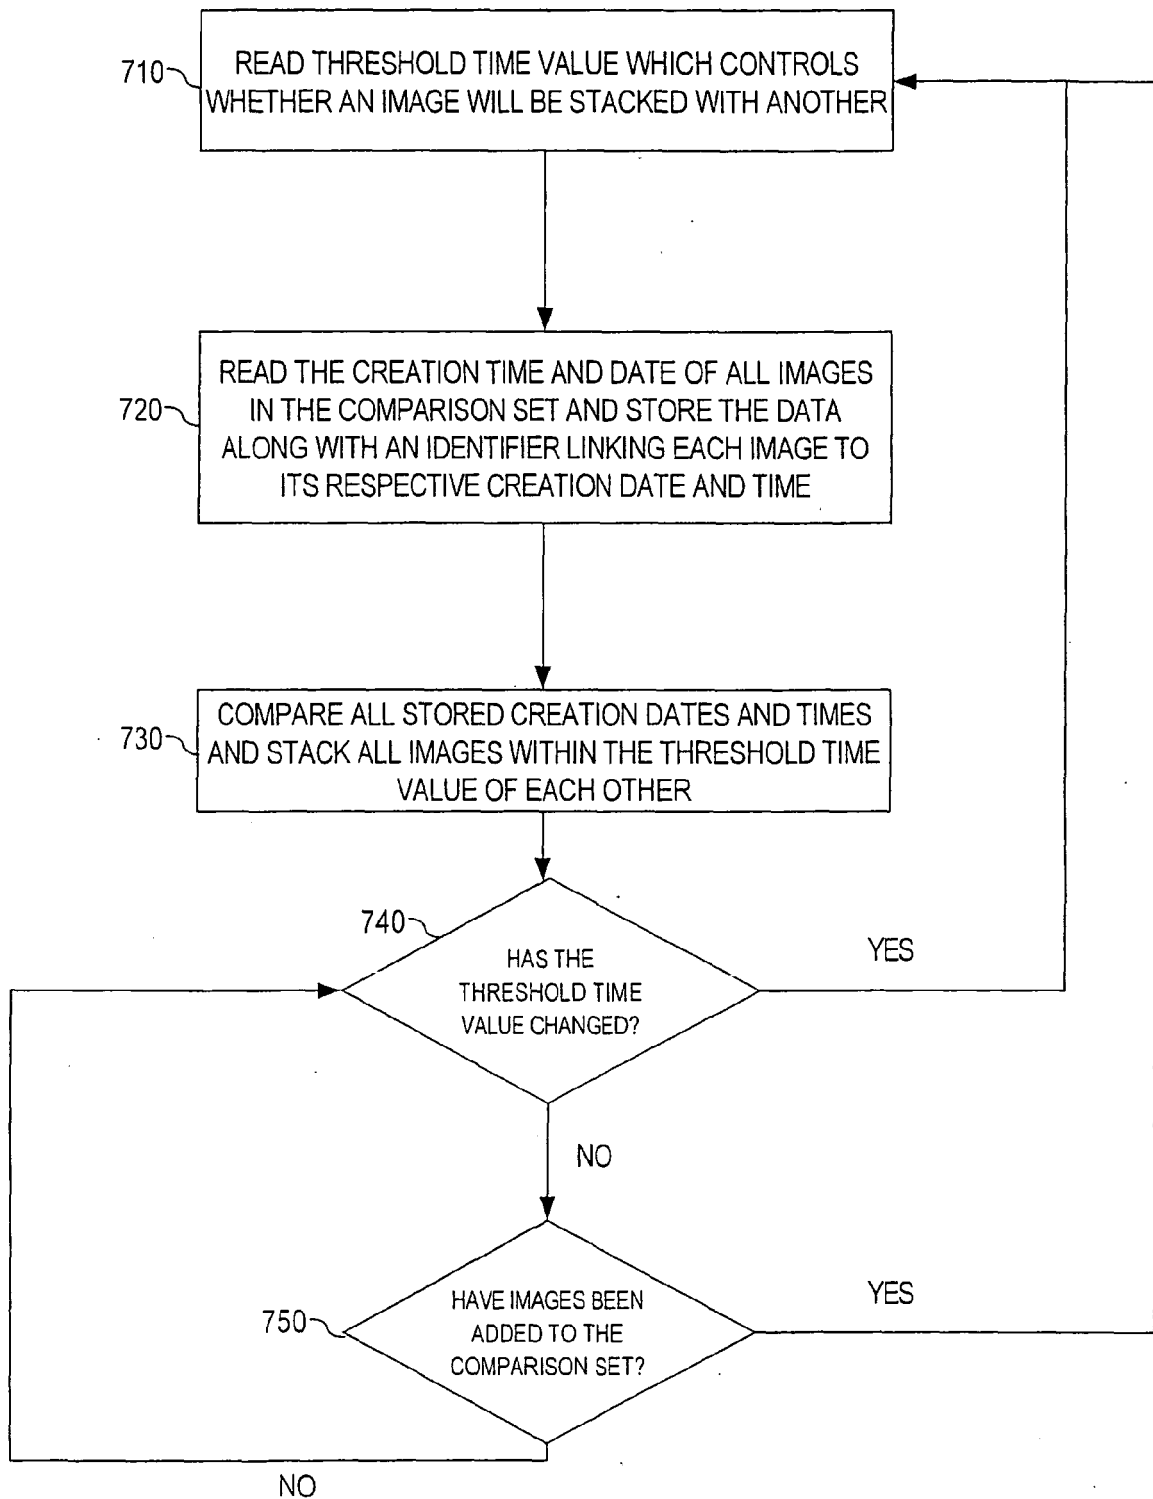 710
READ THRESHOLD TIME VALUE WHICH CONTROLS
WHETHER AN IMAGE WILL BE STACKED WITH ANOTHER
720
READ THE CREATION TIME AND DATE OF ALL IMAGES
IN THE COMPARISON SET AND STORE THE DATA
ALONG WITH AN IDENTIFIER LINKING EACH IMAGE TO
ITS RESPECTIVE CREATION DATE AND TIME
730
COMPARE ALL STORED CREATION DATES AND TIMES
AND STACK ALL IMAGES WITHIN THE THRESHOLD TIME
VALUE OF EACH OTHER
740
HAS THE
THRESHOLD TIME
VALUE CHANGED?
YES
NO
750
HAVE IMAGES BEEN
ADDED TO THE
COMPARISON SET?
YES
NO